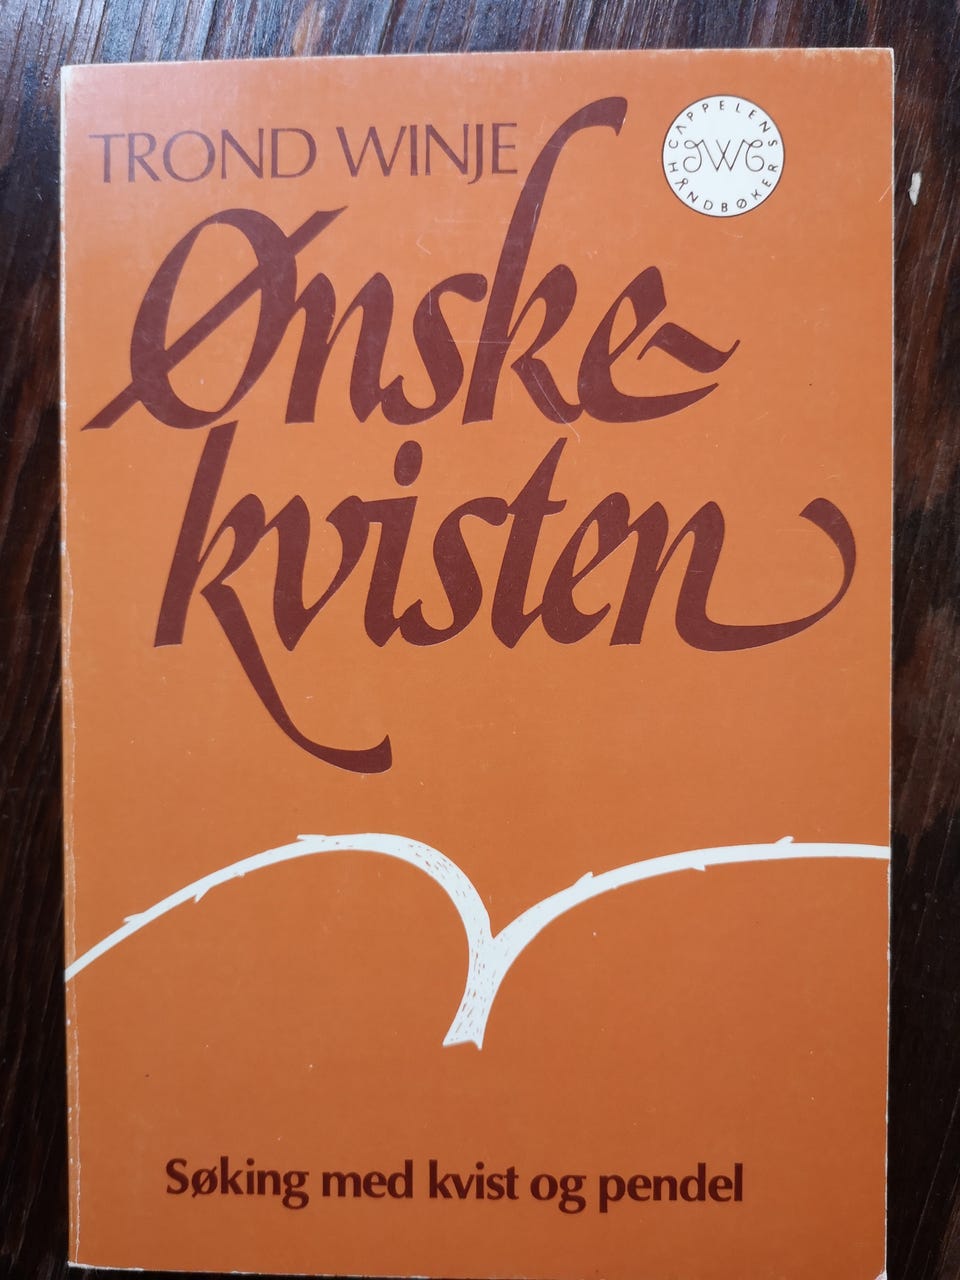 TROND WINJE
CAPPELENS HÅNDBØKER
W
Ønske-
kvisten
Søking med kvist og pendel